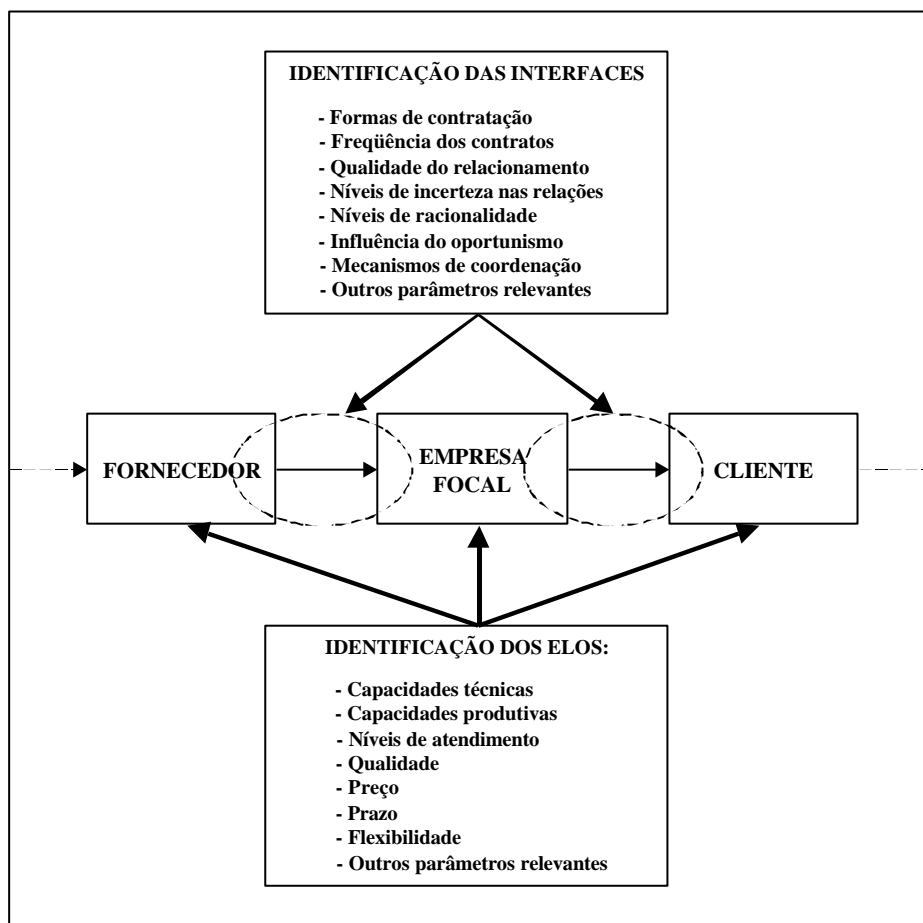 IDENTIFICAÇÃO DAS INTERFACES
- Formas de contratação
- Freqüência dos contratos
- Qualidade do relacionamento
- Níveis de incerteza nas relações
- Níveis de racionalidade
- Influência do oportunismo
- Mecanismos de coordenação
- Outros parâmetros relevantes
FORNECEDOR
EMPRESA
FOCAL
CLIENTE
IDENTIFICAÇÃO DOS ELOS:
- Capacidades técnicas
- Capacidades produtivas
- Níveis de atendimento
- Qualidade
- Preço
- Prazo
- Flexibilidade
- Outros parâmetros relevantes